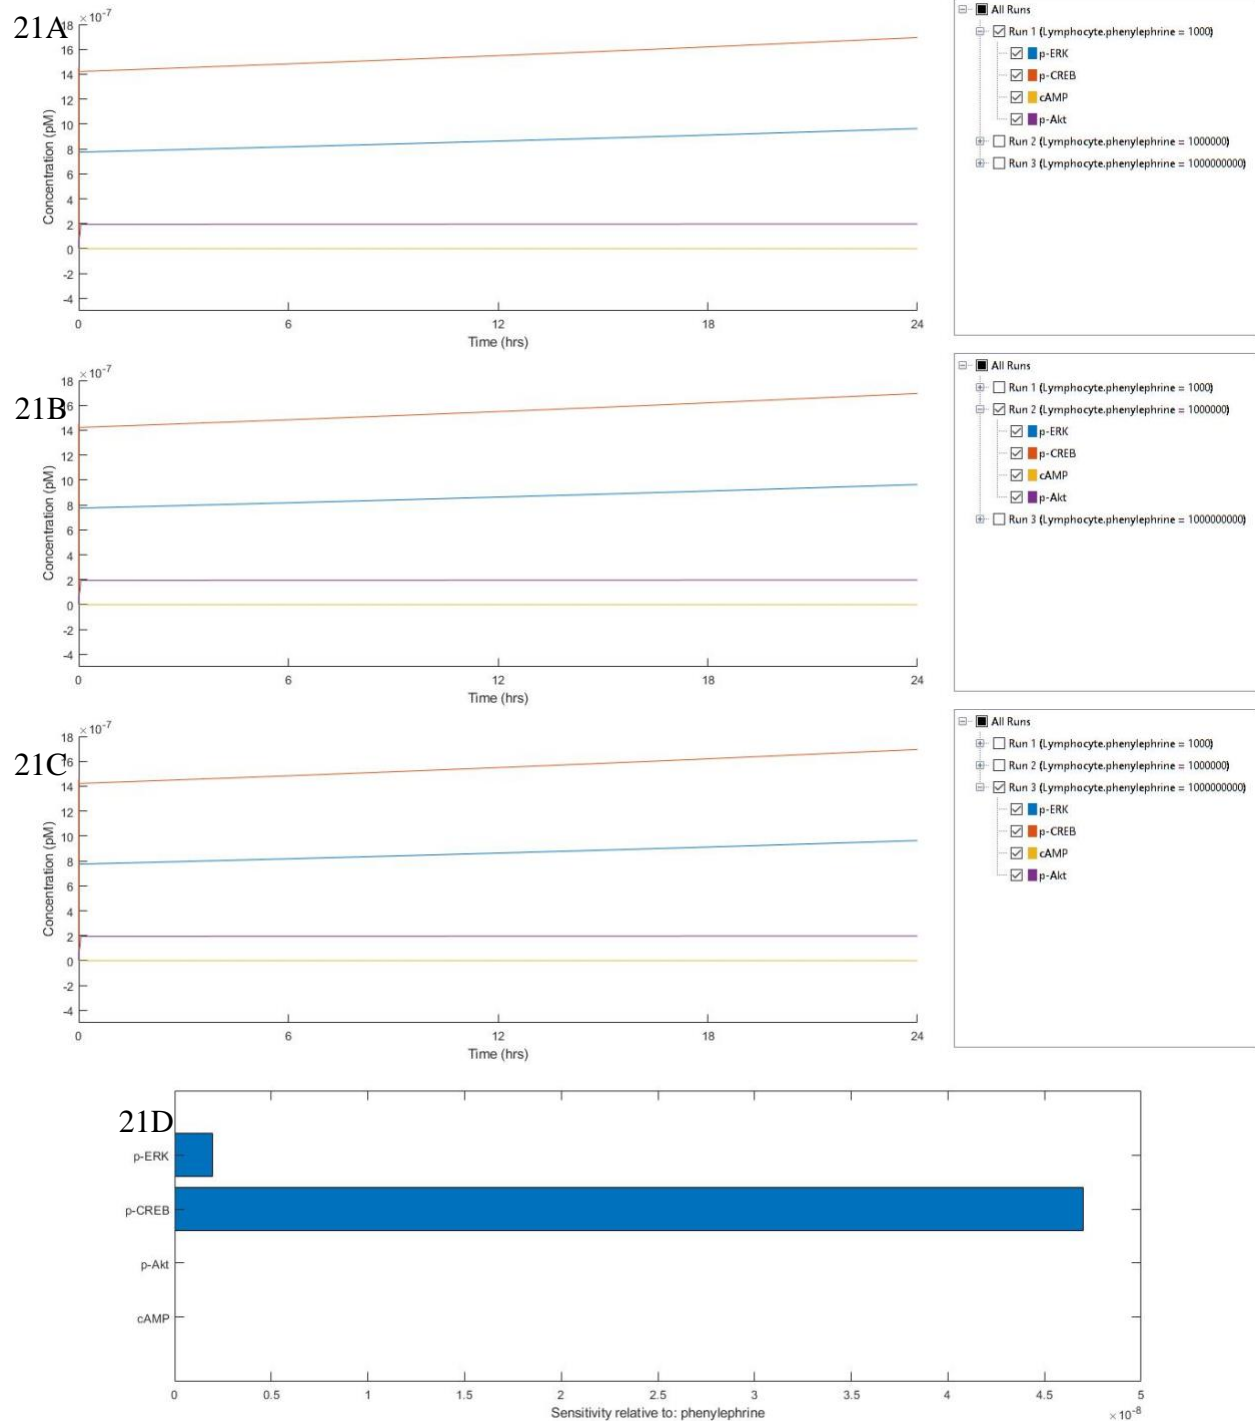 21A
×10⁻⁷
18
16
14
12
10
8
6
4
2
0
-2
-4
Concentration (pM)
0 6 12 18 24
Time (hrs)
All Runs
Run 1 (Lymphocyte.phenylephrine = 1000)
p-ERK
p-CREB
cAMP
p-Akt
Run 2 (Lymphocyte.phenylephrine = 1000000)
Run 3 (Lymphocyte.phenylephrine = 1000000000)
21B
×10⁻⁷
18
16
14
12
10
8
6
4
2
0
-2
-4
Concentration (pM)
0 6 12 18 24
Time (hrs)
All Runs
Run 1 (Lymphocyte.phenylephrine = 1000)
Run 2 (Lymphocyte.phenylephrine = 1000000)
p-ERK
p-CREB
cAMP
p-Akt
Run 3 (Lymphocyte.phenylephrine = 1000000000)
21C
×10⁻⁷
18
16
14
12
10
8
6
4
2
0
-2
-4
Concentration (pM)
0 6 12 18 24
Time (hrs)
All Runs
Run 1 (Lymphocyte.phenylephrine = 1000)
Run 2 (Lymphocyte.phenylephrine = 1000000)
Run 3 (Lymphocyte.phenylephrine = 1000000000)
p-ERK
p-CREB
cAMP
p-Akt
21D
p-ERK
p-CREB
p-Akt
cAMP
0 0.5 1 1.5 2 2.5 3 3.5 4 4.5 5
Sensitivity relative to: phenylephrine
×10⁻⁸